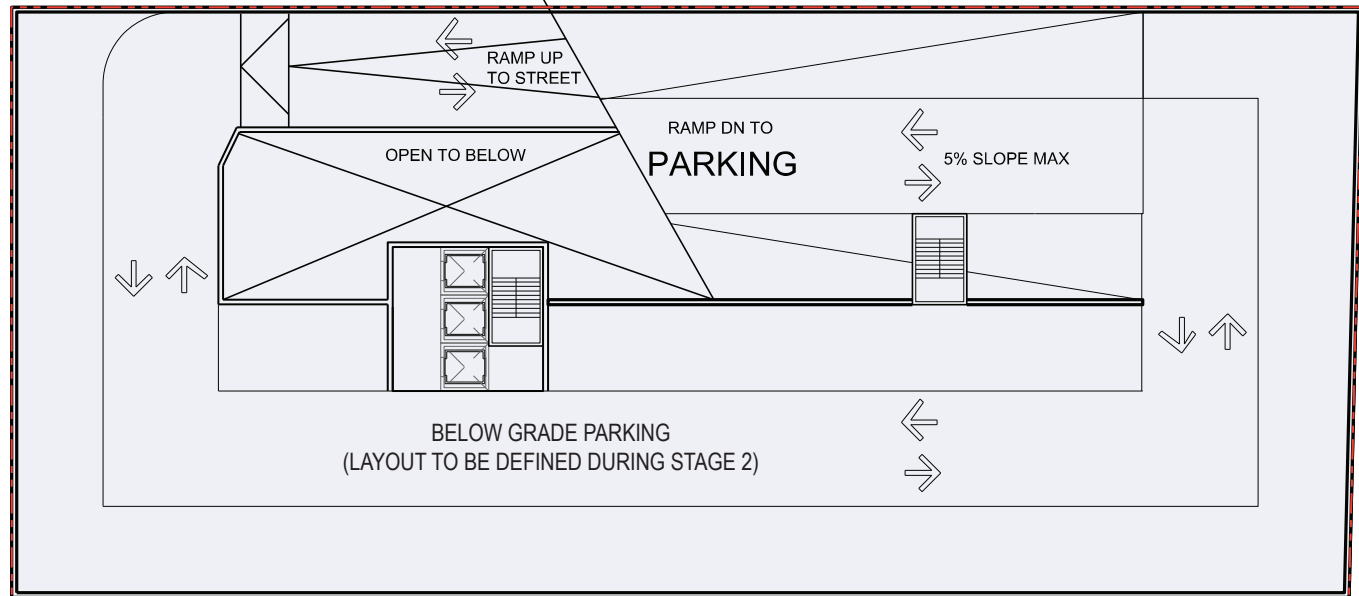 RAMP UP
TO STREET
OPEN TO BELOW
RAMP DN TO
PARKING
5% SLOPE MAX
BELOW GRADE PARKING
(LAYOUT TO BE DEFINED DURING STAGE 2)